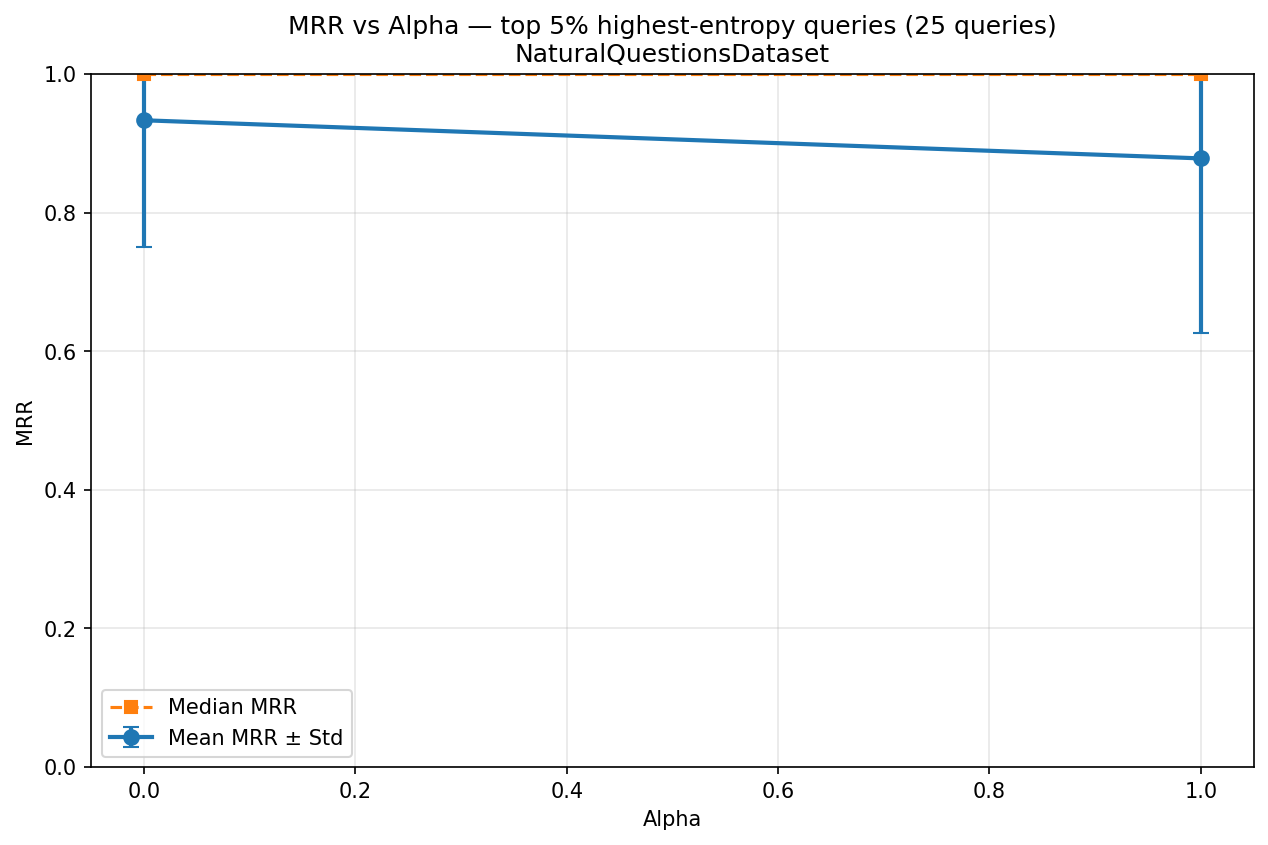 MRR vs Alpha — top 5% highest-entropy queries (25 queries)
NaturalQuestionsDataset
1.0
0.8
0.6
0.4
0.2
0.0
MRR
Median MRR
Mean MRR ± Std
0.0 0.2 0.4 0.6 0.8 1.0
Alpha